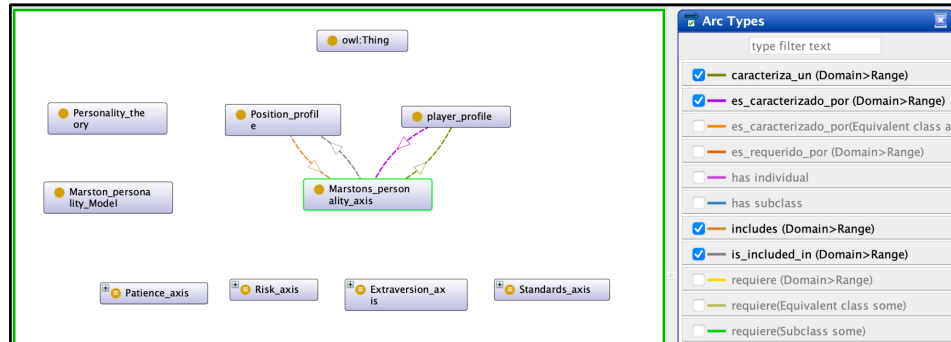 owl:Thing
Personality_the
ory
Position_profil
e
player_profile
Marston_persona
lity_Model
Marstons_person
ality_axis
Patience_axis
Risk_axis
Extraversion_ax
is
Standards_axis
Arc Types
type filter text
caracteriza_un (Domain>Range)
es_caracterizado_por (Domain>Range)
es_caracterizado_por(Equivalent class a
es_requerido_por (Domain>Range)
has individual
has subclass
includes (Domain>Range)
is_included_in (Domain>Range)
requiere (Domain>Range)
requiere(Equivalent class some)
requiere(Subclass some)